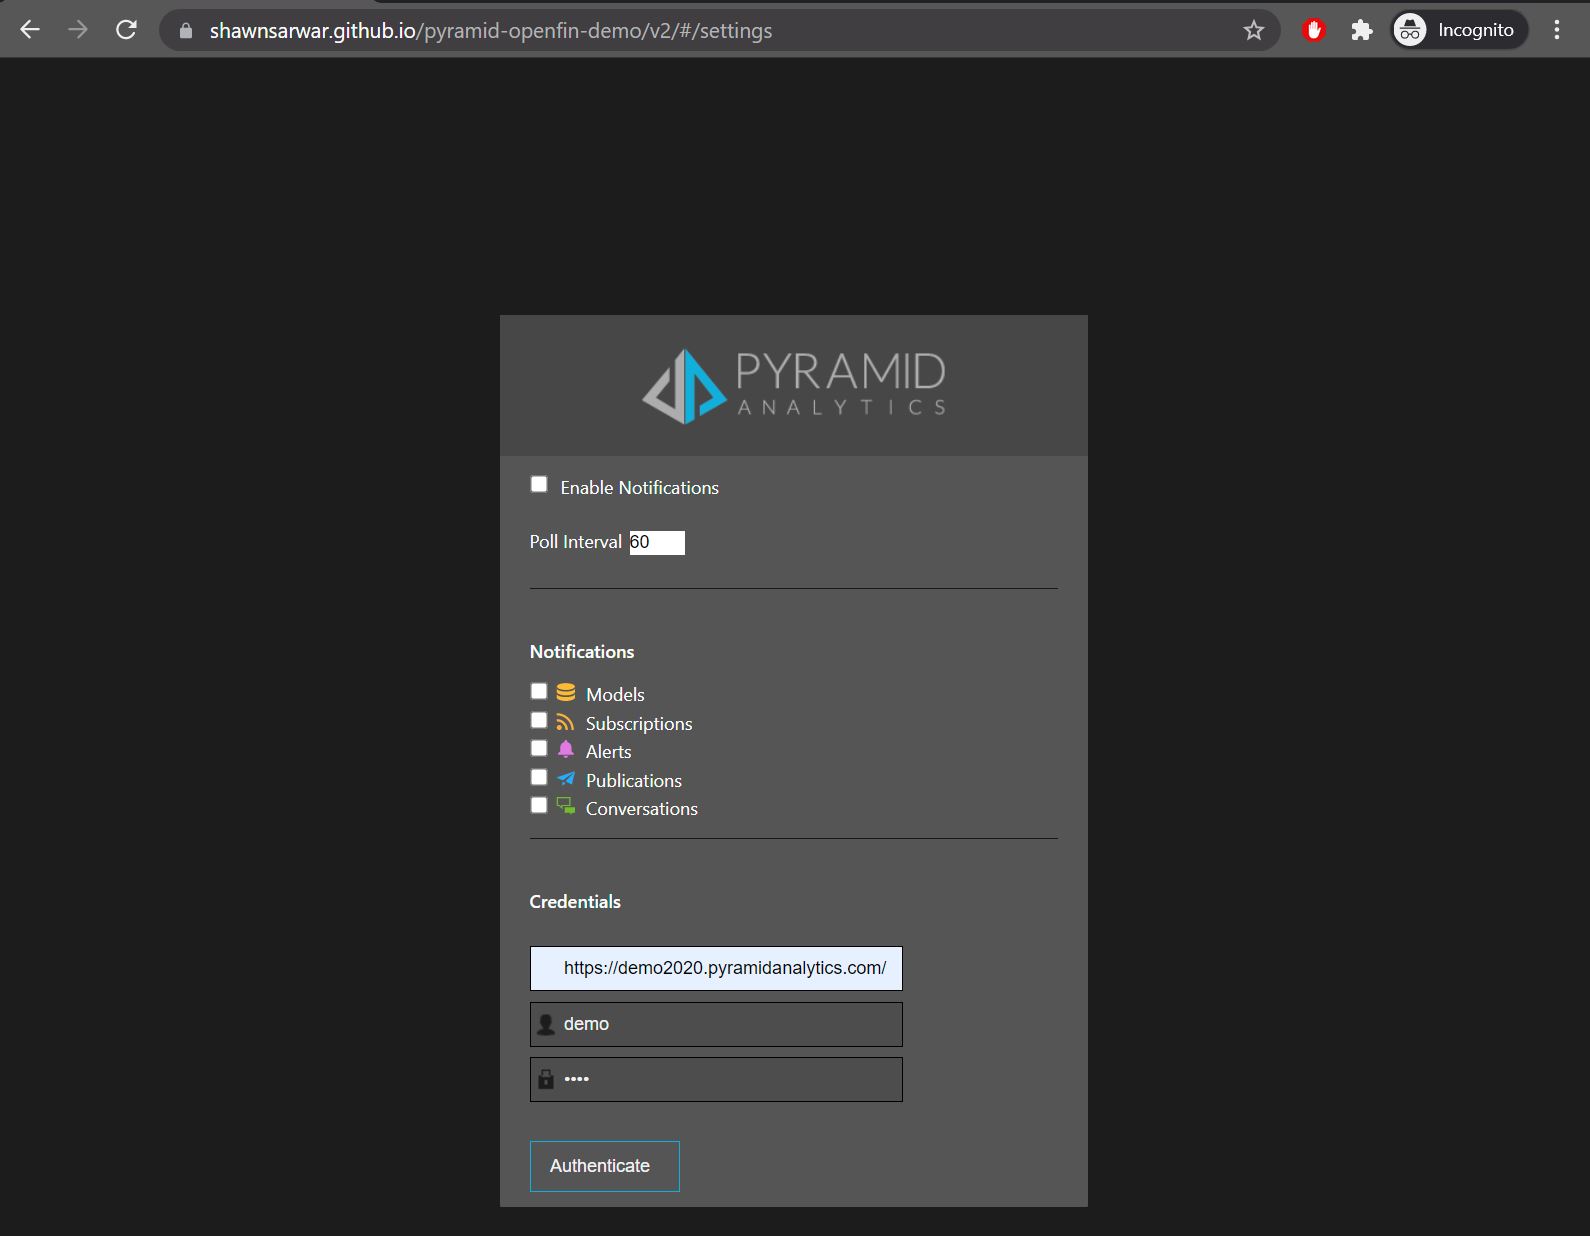 shawnsarwar.github.io/pyramid-openfin-demo/v2/#/settings
Incognito
PYRAMID
ANALYTICS
Enable Notifications
Poll Interval 60
Notifications
Models
Subscriptions
Alerts
Publications
Conversations
Credentials
https://demo2020.pyramidanalytics.com/
demo
••••
Authenticate